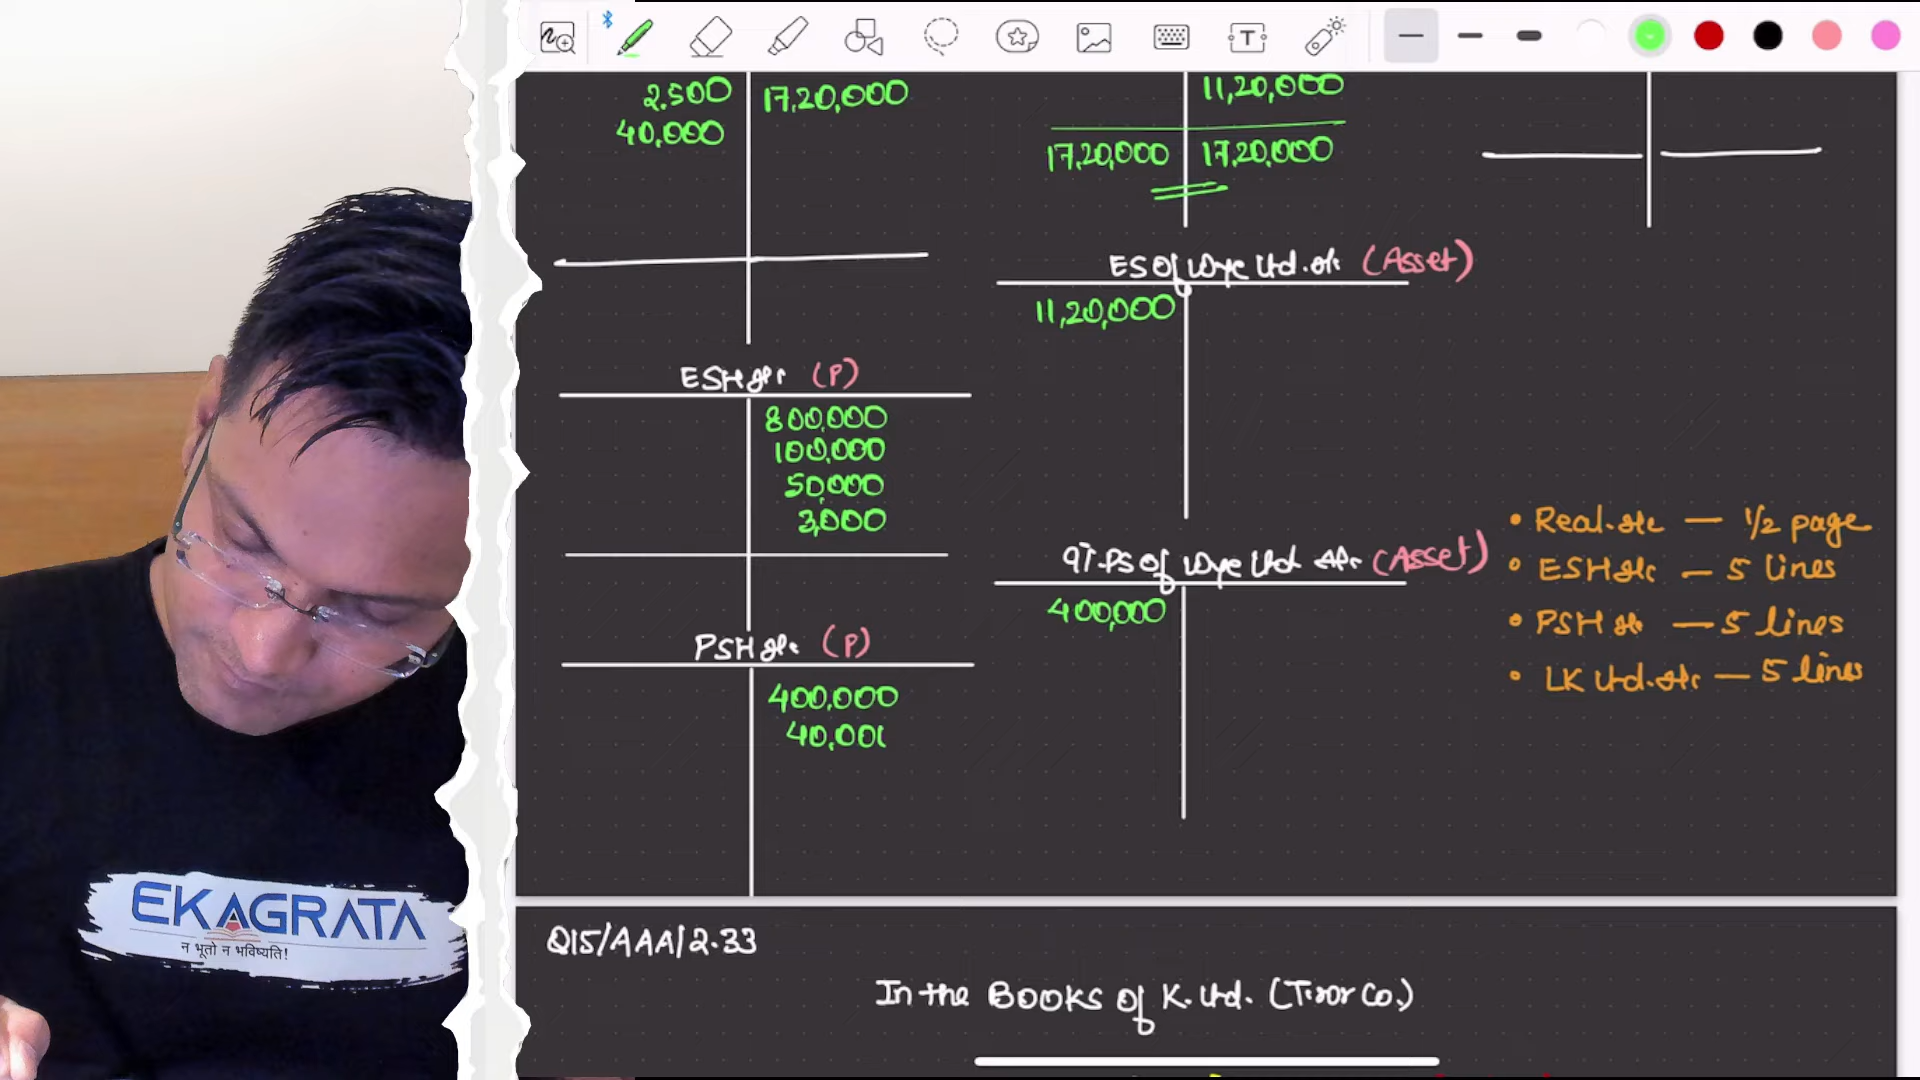 2.500 17,20,000
40,000
11,20,000
17,20,000 17,20,000
ES Of Wye Ltd. a/c (Asset)
11,20,000
ESH a/c (P)
800,000
100,000
50,000
3,000
PS Of Wye Ltd a/c (Asset)
400,000
PSH a/c (P)
400,000
40,000
• Real. a/c — 1/2 page
• ESH a/c — 5 lines
• PSH a/c — 5 lines
• LK Ltd. a/c — 5 lines
Q15/AAA/2.33
In the Books of K. Ltd. (Tror Co.)
EKAGRATA
न भूतो न भविष्यति!
T